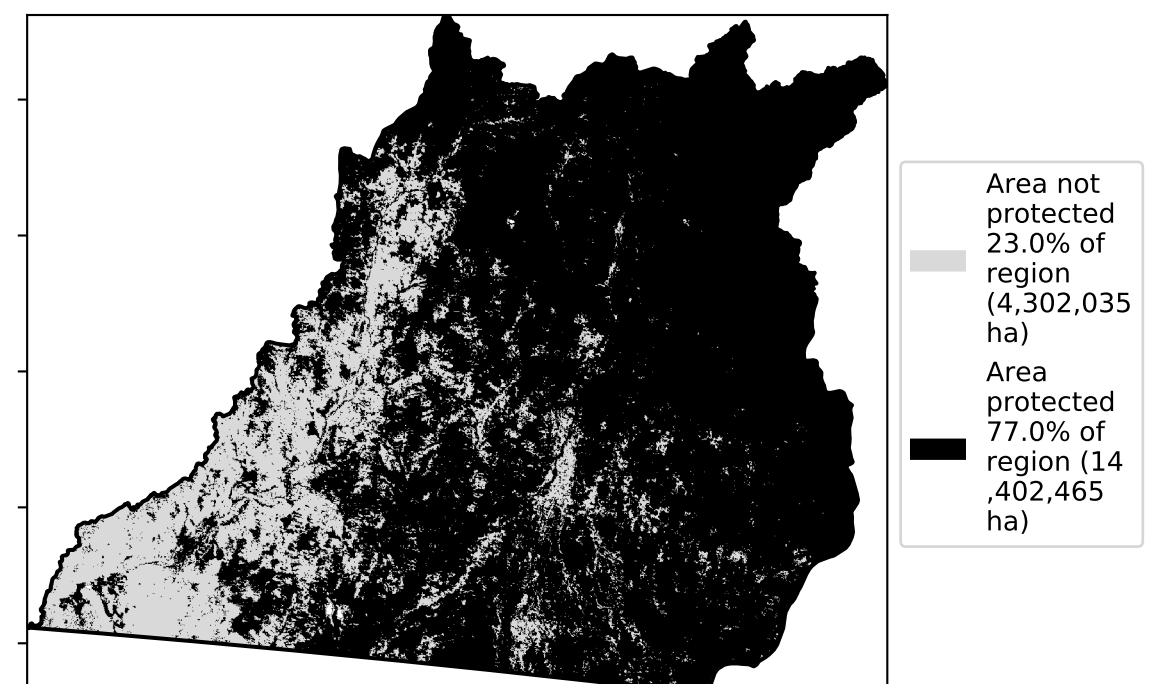 Area not
protected
23.0% of
region
(4,302,035
ha)
Area
protected
77.0% of
region (14
,402,465
ha)